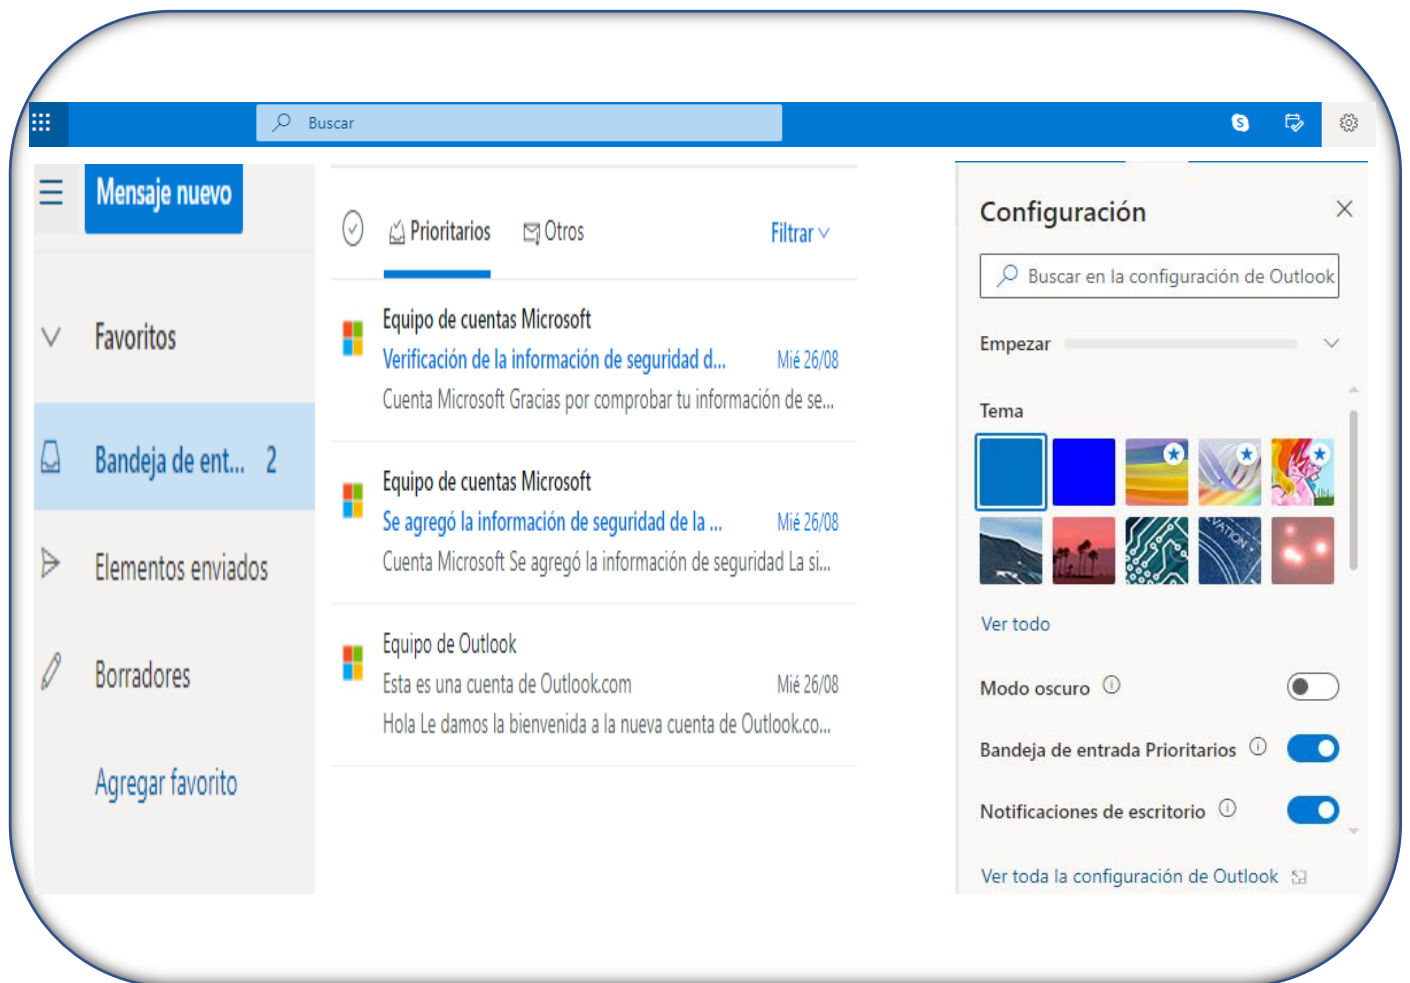 Buscar
Mensaje nuevo
Favoritos
Bandeja de ent... 2
Elementos enviados
Borradores
Agregar favorito
Prioritarios Otros Filtrar
Equipo de cuentas Microsoft
Verificación de la información de seguridad d... Mié 26/08
Cuenta Microsoft Gracias por comprobar tu información de se...
Equipo de cuentas Microsoft
Se agregó la información de seguridad de la ... Mié 26/08
Cuenta Microsoft Se agregó la información de seguridad La si...
Equipo de Outlook
Esta es una cuenta de Outlook.com Mié 26/08
Hola Le damos la bienvenida a la nueva cuenta de Outlook.co...
Configuración
Buscar en la configuración de Outlook
Empezar
Tema
Ver todo
Modo oscuro
Bandeja de entrada Prioritarios
Notificaciones de escritorio
Ver toda la configuración de Outlook